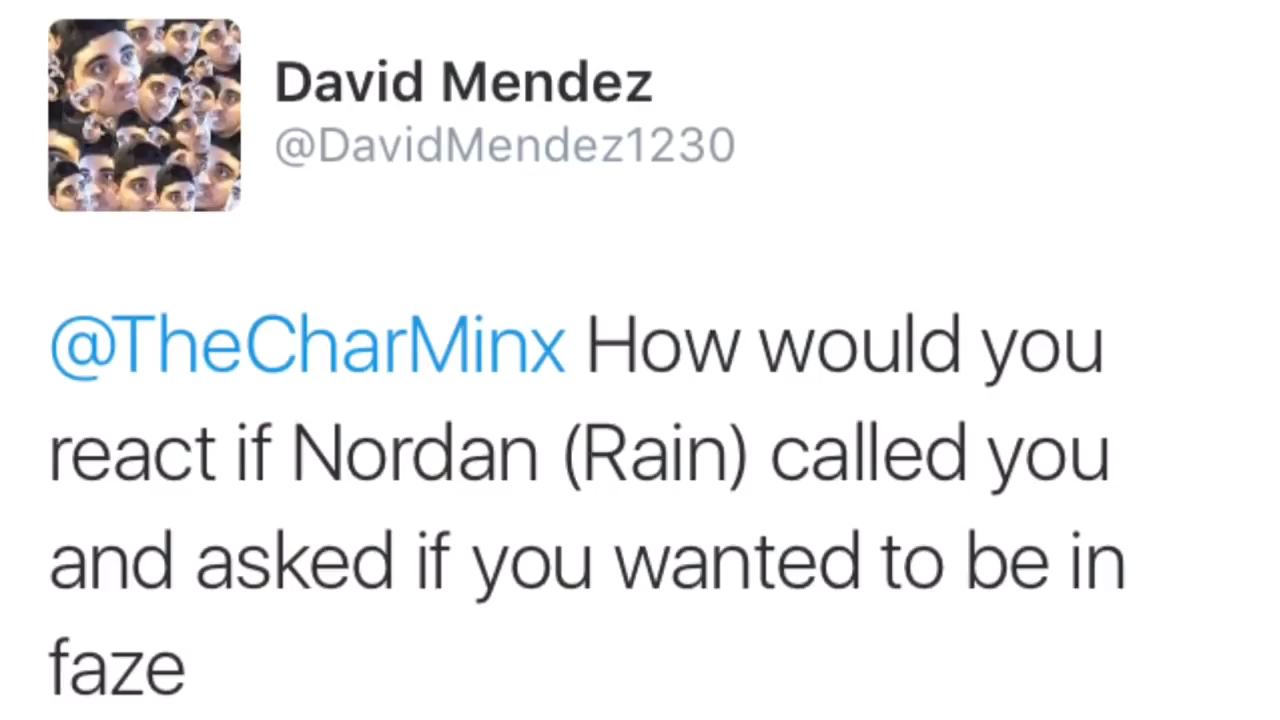 David Mendez
@DavidMendez1230
@TheCharMinx How would you
react if Nordan (Rain) called you
and asked if you wanted to be in
faze